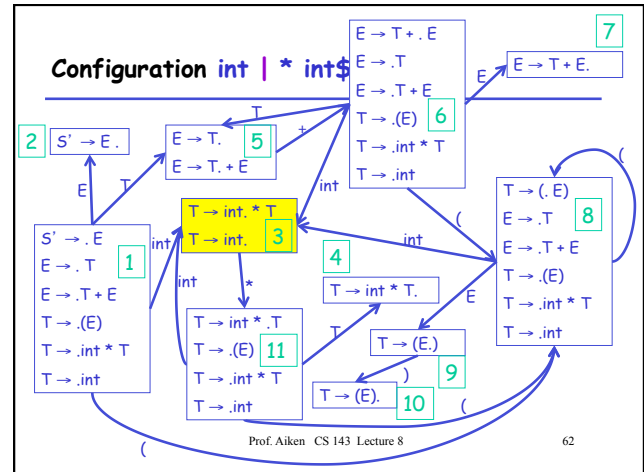 Configuration int | * int$
E → T + . E
E → .T
E → .T + E
T → .(E)
T → .int * T
T → .int
6
7
E → T + E.
E
2
S' → E .
E → T.
E → T. + E
5
T
+
E
T
int
(
(
T → int. * T
T → int.
3
S' → . E
E → . T
E → .T + E
T → .(E)
T → .int * T
T → .int
1
int
int
*
int
4
T → int * T.
T → (. E)
E → .T
E → .T + E
T → .(E)
T → .int * T
T → .int
8
T → int * .T
T → .(E)
T → .int * T
T → .int
11
T
E
T → (E.)
9
)
T → (E).
10
(
(
Prof. Aiken CS 143 Lecture 8
62